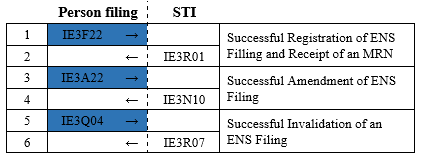 Person filing STI
1 IE3F22 → Successful Registration of ENS
2 ← IE3R01 Filling and Receipt of an MRN
3 IE3A22 → Successful Amendment of ENS
4 ← IE3N10 Filing
5 IE3Q04 → Successful Invalidation of an
6 ← IE3R07 ENS Filing